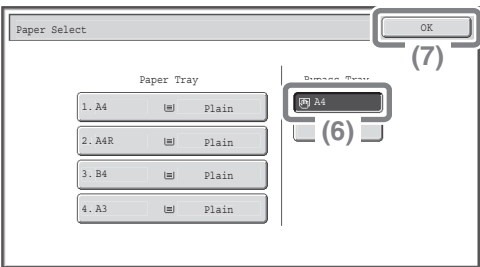 Paper Select
OK
(7)
Paper Tray
Bypass Tray
1. A4 Plain
A4
2. A4R Plain
(6)
3. B4 Plain
4. A3 Plain